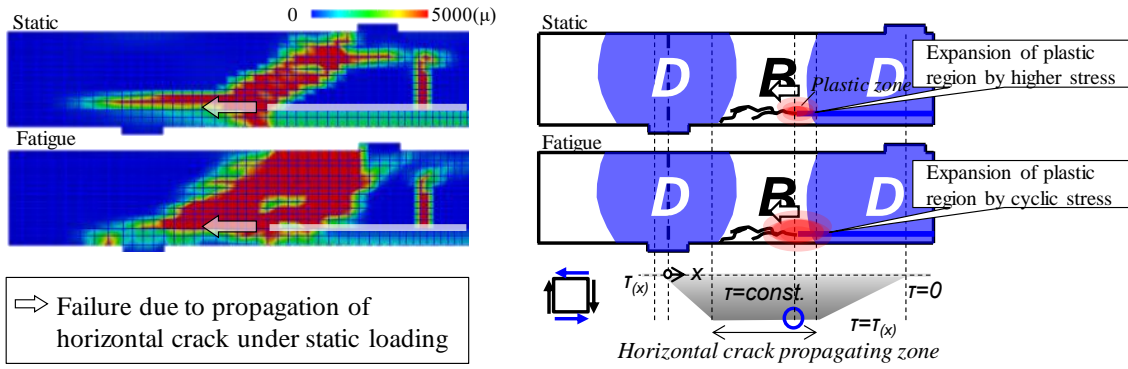 Static
0
5000(μ)
Fatigue
Failure due to propagation of
horizontal crack under static loading
Static
D
B
D
Plastic zone
Expansion of plastic
region by higher stress
Fatigue
D
B
D
Expansion of plastic
region by cyclic stress
τ(x)
x
τ=const.
τ=0
τ=τ(x)
Horizontal crack propagating zone